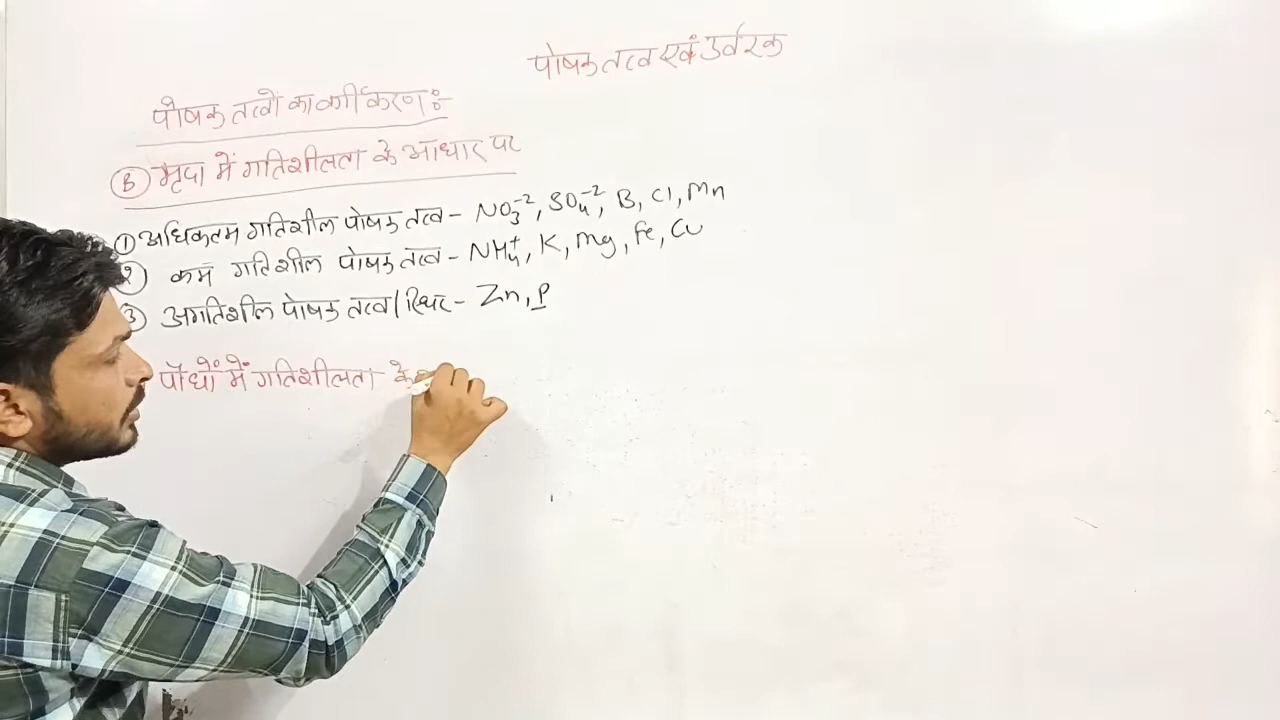 पोषक तत्व एवं उर्वरक
पोषक तत्वों का वर्गीकरण :-
(B) मृदा में गतिशीलता के आधार पर
① अधिकतम गतिशील पोषक तत्व - NO₃⁻², SO₄⁻², B, Cl, Mn
② कम गतिशील पोषक तत्व - NH₄⁺, K, Mg, Fe, Cu
③ अगतिशील पोषक तत्व / स्थिर - Zn, P
पौधों में गतिशीलता के